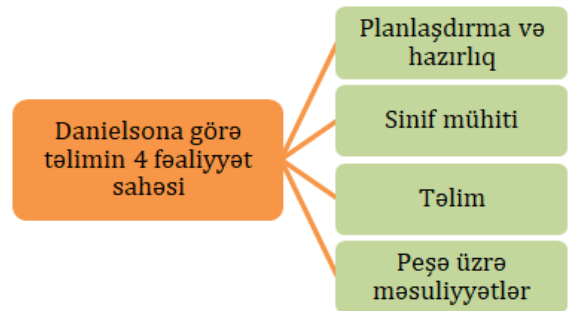 Danielsona görə
təlimin 4 fəaliyyət
sahəsi
Planlaşdırma və
hazırlıq
Sinif mühiti
Təlim
Peşə üzrə
məsuliyyətlər